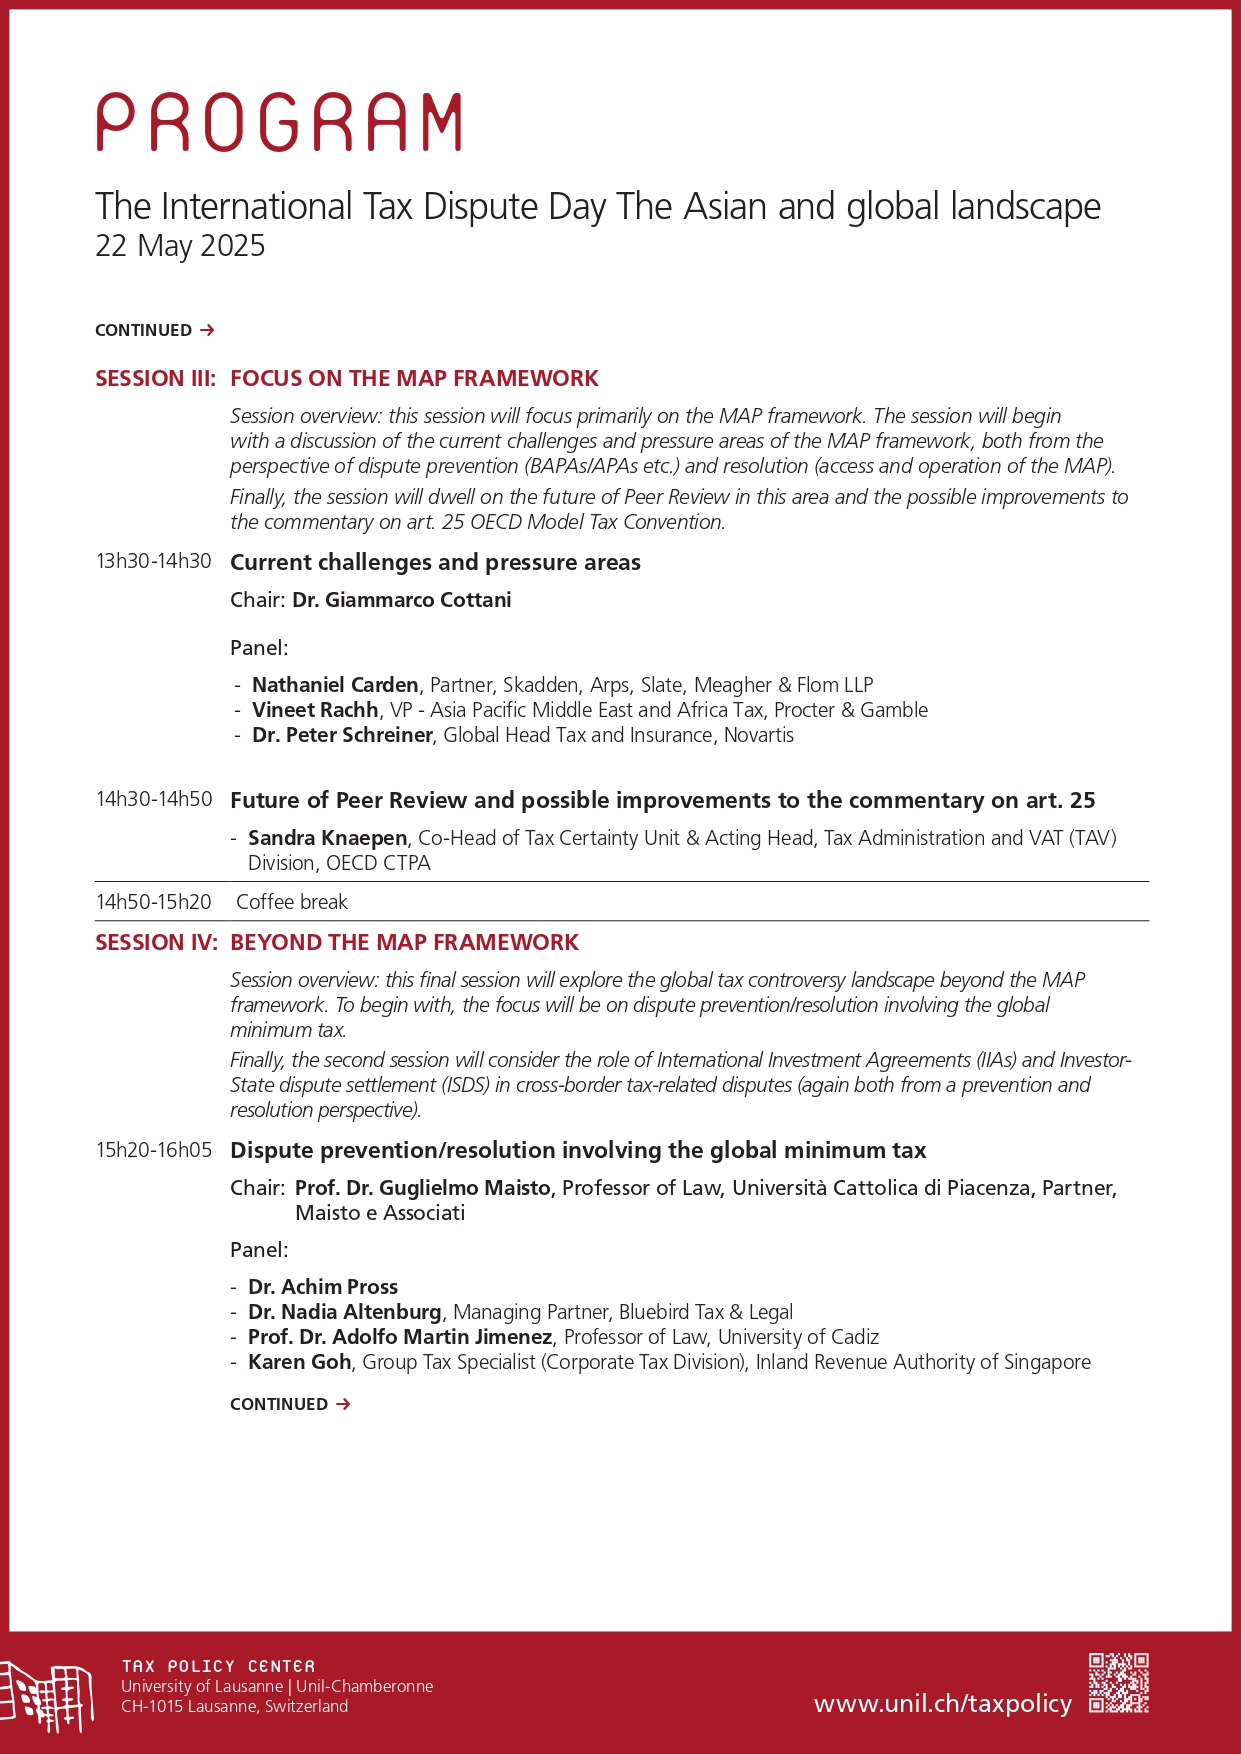 PROGRAM
The International Tax Dispute Day The Asian and global landscape
22 May 2025
CONTINUED →
SESSION III: FOCUS ON THE MAP FRAMEWORK
Session overview: this session will focus primarily on the MAP framework. The session will begin
with a discussion of the current challenges and pressure areas of the MAP framework, both from the
perspective of dispute prevention (BAPAs/APAs etc.) and resolution (access and operation of the MAP).
Finally, the session will dwell on the future of Peer Review in this area and the possible improvements to
the commentary on art. 25 OECD Model Tax Convention.
13h30-14h30 Current challenges and pressure areas
Chair: Dr. Giammarco Cottani
Panel:
- Nathaniel Carden, Partner, Skadden, Arps, Slate, Meagher & Flom LLP
- Vineet Rachh, VP - Asia Pacific Middle East and Africa Tax, Procter & Gamble
- Dr. Peter Schreiner, Global Head Tax and Insurance, Novartis
14h30-14h50 Future of Peer Review and possible improvements to the commentary on art. 25
- Sandra Knaepen, Co-Head of Tax Certainty Unit & Acting Head, Tax Administration and VAT (TAV)
Division, OECD CTPA
14h50-15h20 Coffee break
SESSION IV: BEYOND THE MAP FRAMEWORK
Session overview: this final session will explore the global tax controversy landscape beyond the MAP
framework. To begin with, the focus will be on dispute prevention/resolution involving the global
minimum tax.
Finally, the second session will consider the role of International Investment Agreements (IIAs) and Investor-
State dispute settlement (ISDS) in cross-border tax-related disputes (again both from a prevention and
resolution perspective).
15h20-16h05 Dispute prevention/resolution involving the global minimum tax
Chair: Prof. Dr. Guglielmo Maisto, Professor of Law, Università Cattolica di Piacenza, Partner,
Maisto e Associati
Panel:
- Dr. Achim Pross
- Dr. Nadia Altenburg, Managing Partner, Bluebird Tax & Legal
- Prof. Dr. Adolfo Martin Jimenez, Professor of Law, University of Cadiz
- Karen Goh, Group Tax Specialist (Corporate Tax Division), Inland Revenue Authority of Singapore
CONTINUED →
TAX POLICY CENTER
University of Lausanne | Unil-Chamberonne
CH-1015 Lausanne, Switzerland
www.unil.ch/taxpolicy